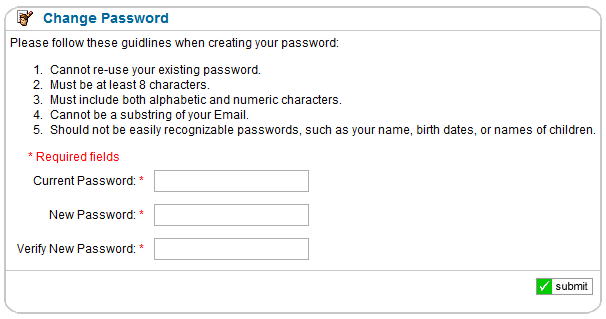 Change Password
Please follow these guidlines when creating your password:
1. Cannot re-use your existing password.
2. Must be at least 8 characters.
3. Must include both alphabetic and numeric characters.
4. Cannot be a substring of your Email.
5. Should not be easily recognizable passwords, such as your name, birth dates, or names of children.
* Required fields
Current Password: *
New Password: *
Verify New Password: *
submit